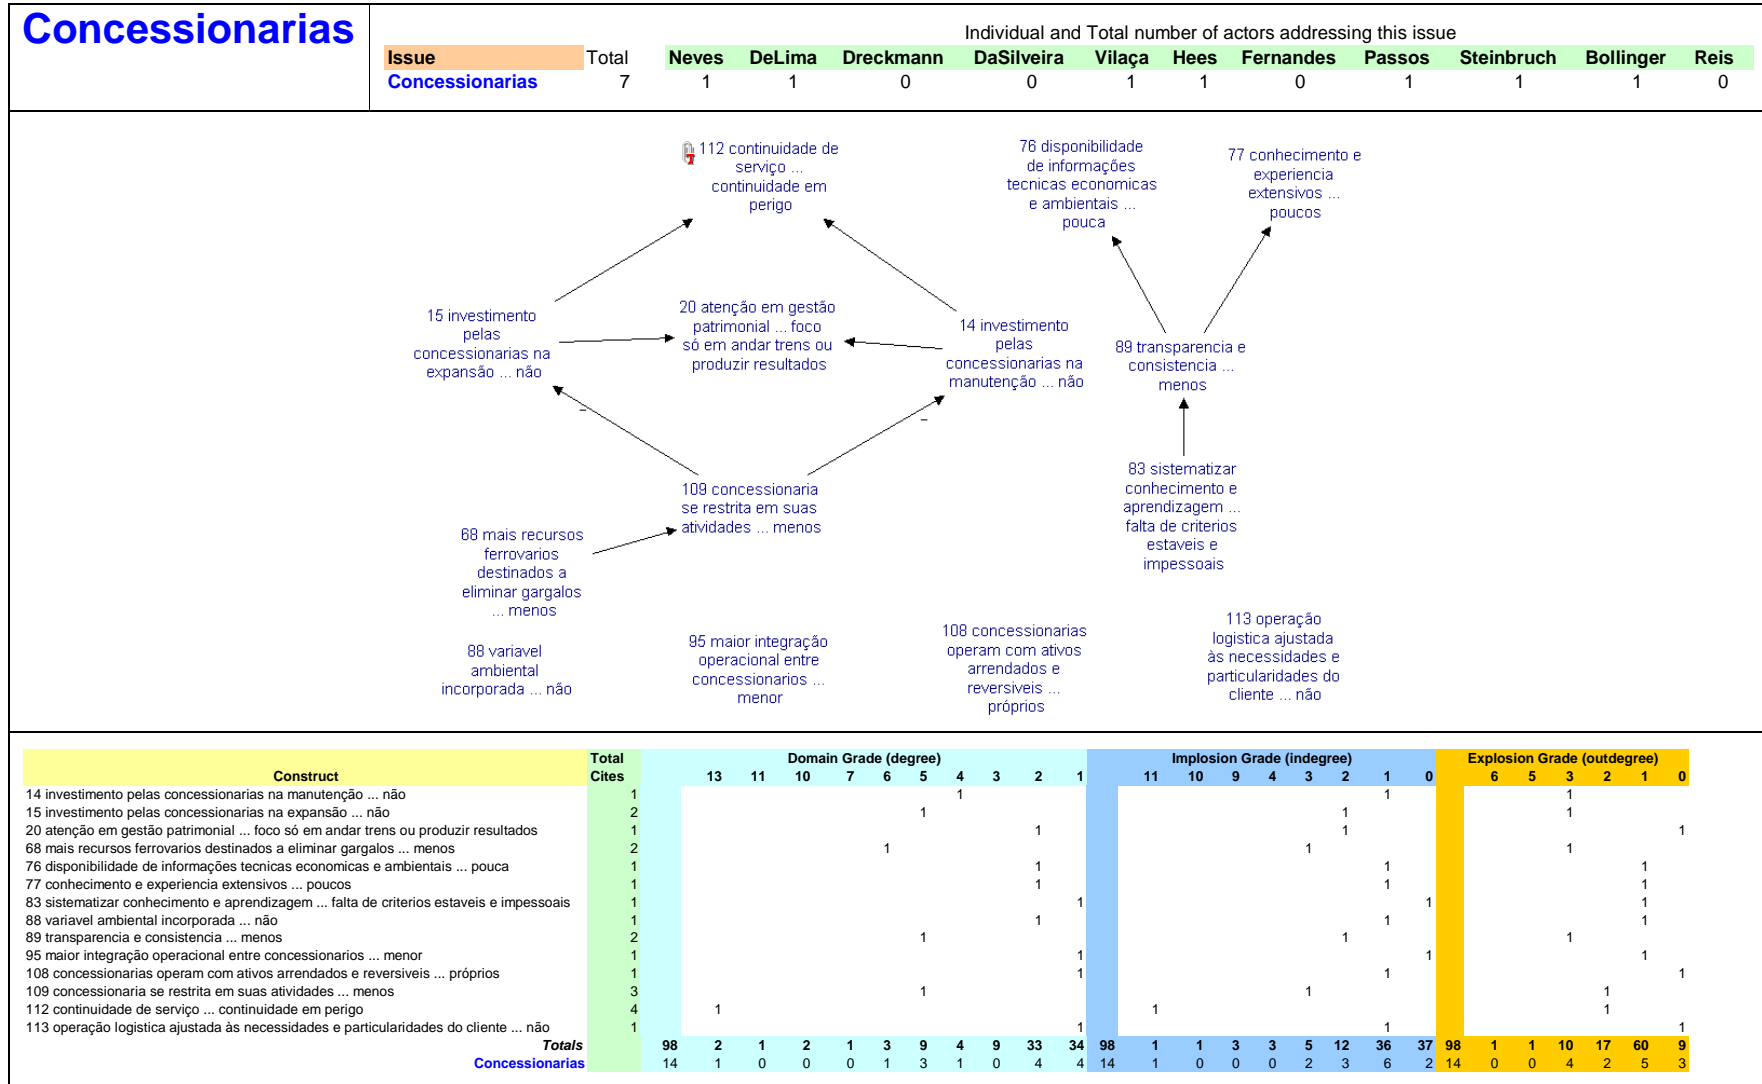 Concessionarias
Individual and Total number of actors addressing this issue
Issue Total Neves DeLima Dreckmann DaSilveira Vilaça Hees Fernandes Passos Steinbruch Bollinger Reis
Concessionarias 7 1 1 0 0 1 1 0 1 1 1 0
112 continuidade de
serviço ...
continuidade em
perigo
76 disponibilidade
de informações
tecnicas economicas
e ambientais ...
pouca
77 conhecimento e
experiencia
extensivos ...
poucos
15 investimento
pelas
concessionarias na
expansão ... não
20 atenção em gestão
patrimonial ... foco
só em andar trens ou
produzir resultados
14 investimento
pelas
concessionarias na
manutenção ... não
89 transparencia e
consistencia ...
menos
–
–
109 concessionaria
se restrita em suas
atividades ... menos
83 sistematizar
conhecimento e
aprendizagem ...
falta de criterios
estaveis e
impessoais
68 mais recursos
ferrovarios
destinados a
eliminar gargalos
... menos
88 variavel
ambiental
incorporada ... não
95 maior integração
operacional entre
concessionarios ...
menor
108 concessionarias
operam com ativos
arrendados e
reversiveis ...
próprios
113 operação
logistica ajustada
às necessidades e
particularidades do
cliente ... não
Total Domain Grade (degree) Implosion Grade (indegree) Explosion Grade (outdegree)
Construct Cites 13 11 10 7 6 5 4 3 2 1 11 10 9 4 3 2 1 0 6 5 3 2 1 0
14 investimento pelas concessionarias na manutenção ... não 1 1 1 1
15 investimento pelas concessionarias na expansão ... não 2 1 1 1
20 atenção em gestão patrimonial ... foco só em andar trens ou produzir resultados 1 1 1 1
68 mais recursos ferrovarios destinados a eliminar gargalos ... menos 2 1 1 1
76 disponibilidade de informações tecnicas economicas e ambientais ... pouca 1 1 1 1
77 conhecimento e experiencia extensivos ... poucos 1 1 1 1
83 sistematizar conhecimento e aprendizagem ... falta de criterios estaveis e impessoais 1 1 1 1
88 variavel ambiental incorporada ... não 1 1 1 1
89 transparencia e consistencia ... menos 2 1 1 1
95 maior integração operacional entre concessionarios ... menor 1 1 1 1
108 concessionarias operam com ativos arrendados e reversiveis ... próprios 1 1 1 1
109 concessionaria se restrita em suas atividades ... menos 3 1 1 1
112 continuidade de serviço ... continuidade em perigo 4 1 1 1
113 operação logistica ajustada às necessidades e particularidades do cliente ... não 1 1 1 1
Totals 98 2 1 2 1 3 9 4 9 33 34 98 1 1 3 3 5 12 36 37 98 1 1 10 17 60 9
Concessionarias 14 1 0 0 0 1 3 1 0 4 4 14 1 0 0 0 2 3 6 2 14 0 0 4 2 5 3